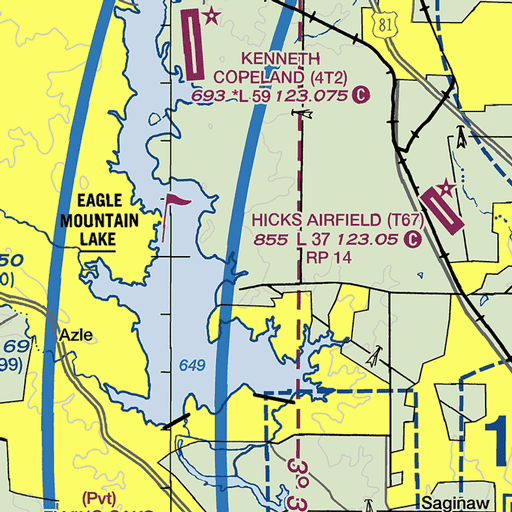 81
KENNETH
COPELAND (4T2)
693 *L 59 123.075 C
EAGLE
MOUNTAIN
LAKE
HICKS AIRFIELD (T67)
855 L 37 123.05 C
RP 14
50
0)
Azle
69
99)
649
3° 3
1
(Pvt)
Saginaw